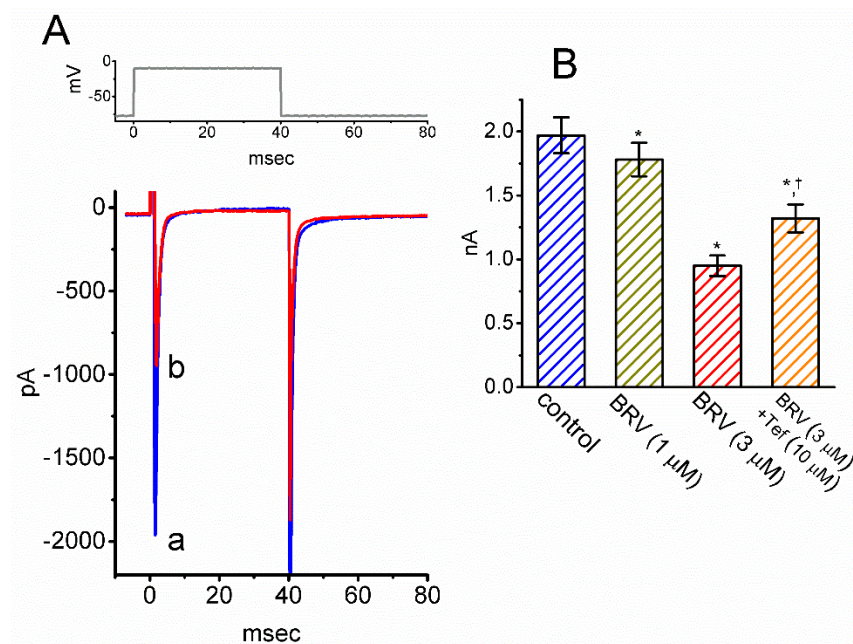 A
mV
0
-50
0 20 40 60 80
msec
pA
0
-500
-1000
-1500
-2000
b
a
0 20 40 60 80
msec
B
nA
2.0
1.5
1.0
0.5
0.0
*
*
*,†
control
BRV (1 μM)
BRV (3 μM)
BRV (3 μM)
+Tef (10 μM)